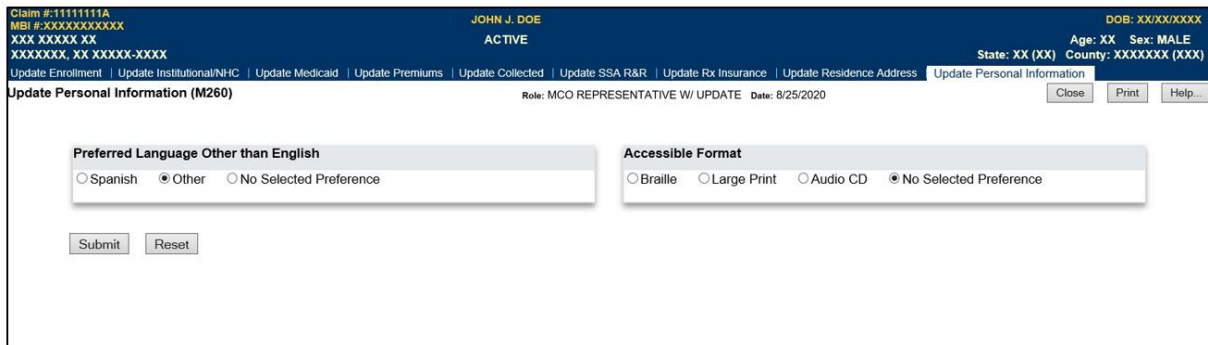 Claim #:11111111A
MBI #:XXXXXXXXXXX JOHN J. DOE DOB: XX/XX/XXXX
XXX XXXXX XX ACTIVE Age: XX Sex: MALE
XXXXXXX, XX XXXXX-XXXX State: XX (XX) County: XXXXXXX (XXX)
Update Enrollment | Update Institutional/NHC | Update Medicaid | Update Premiums | Update Collected | Update SSA R&R | Update Rx Insurance | Update Residence Address | Update Personal Information
Update Personal Information (M260) Role: MCO REPRESENTATIVE W/ UPDATE Date: 8/25/2020 Close Print Help...
Preferred Language Other than English Accessible Format
Spanish Other No Selected Preference Braille Large Print Audio CD No Selected Preference
Submit Reset